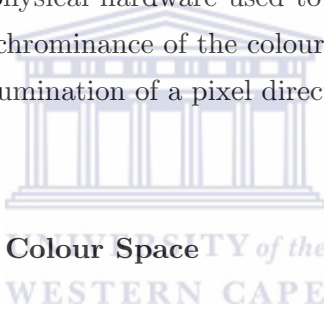 physical hardware used to
chrominance of the colour
umination of a pixel direc
Colour Space
UNIVERSITY of the
WESTERN CAPE